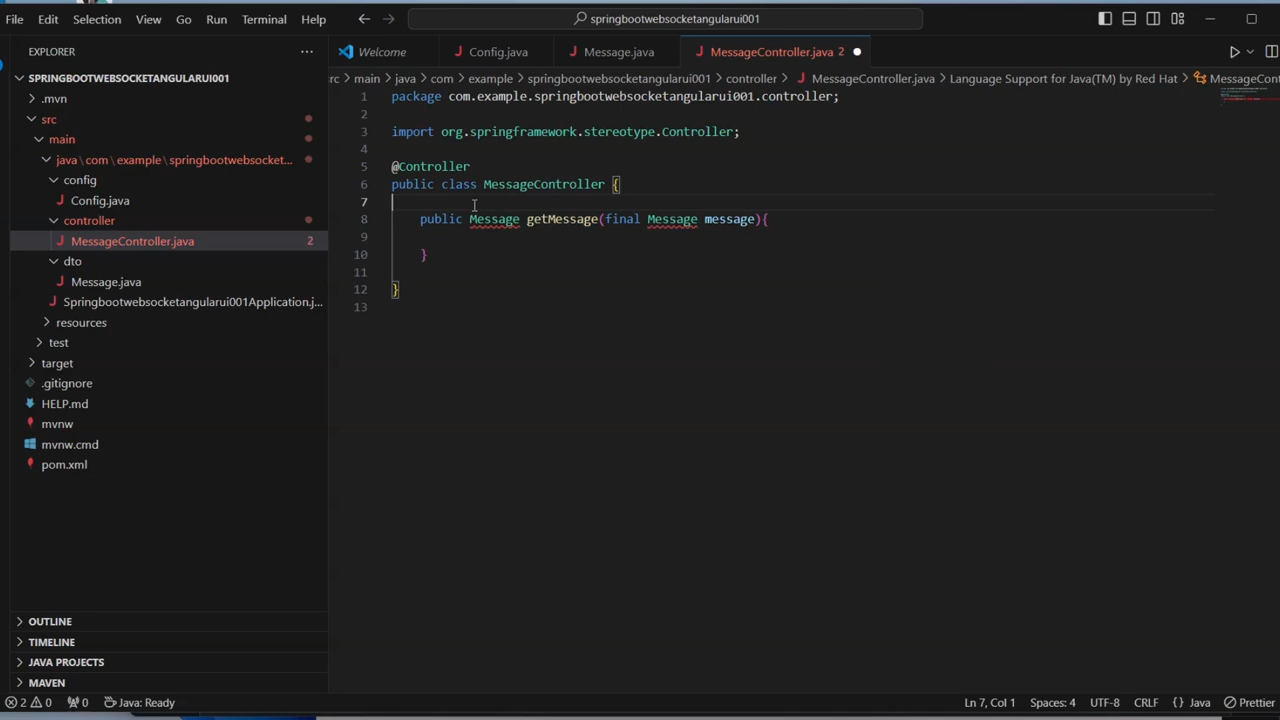 File Edit Selection View Go Run Terminal Help springbootwebsocketangularui001
EXPLORER
Welcome Config.java Message.java MessageController.java 2
SPRINGBOOTWEBSOCKETANGULARUI001
main > java > com > example > springbootwebsocketangularui001 > controller > MessageController.java > Language Support for Java(TM) by Red Hat > MessageCont
.mvn
src
main
java\com\example\springbootwebsocket...
config
Config.java
controller
MessageController.java 2
dto
Message.java
Springbootwebsocketangularui001Application.j...
resources
test
target
.gitignore
HELP.md
mvnw
mvnw.cmd
pom.xml
OUTLINE
TIMELINE
JAVA PROJECTS
MAVEN
1 package com.example.springbootwebsocketangularui001.controller;
2
3 import org.springframework.stereotype.Controller;
4
5 @Controller
6 public class MessageController {
7
8 public Message getMessage(final Message message){
9
10 }
11
12 }
13
2 0 0 Java: Ready Ln 7, Col 1 Spaces: 4 UTF-8 CRLF {} Java Prettier